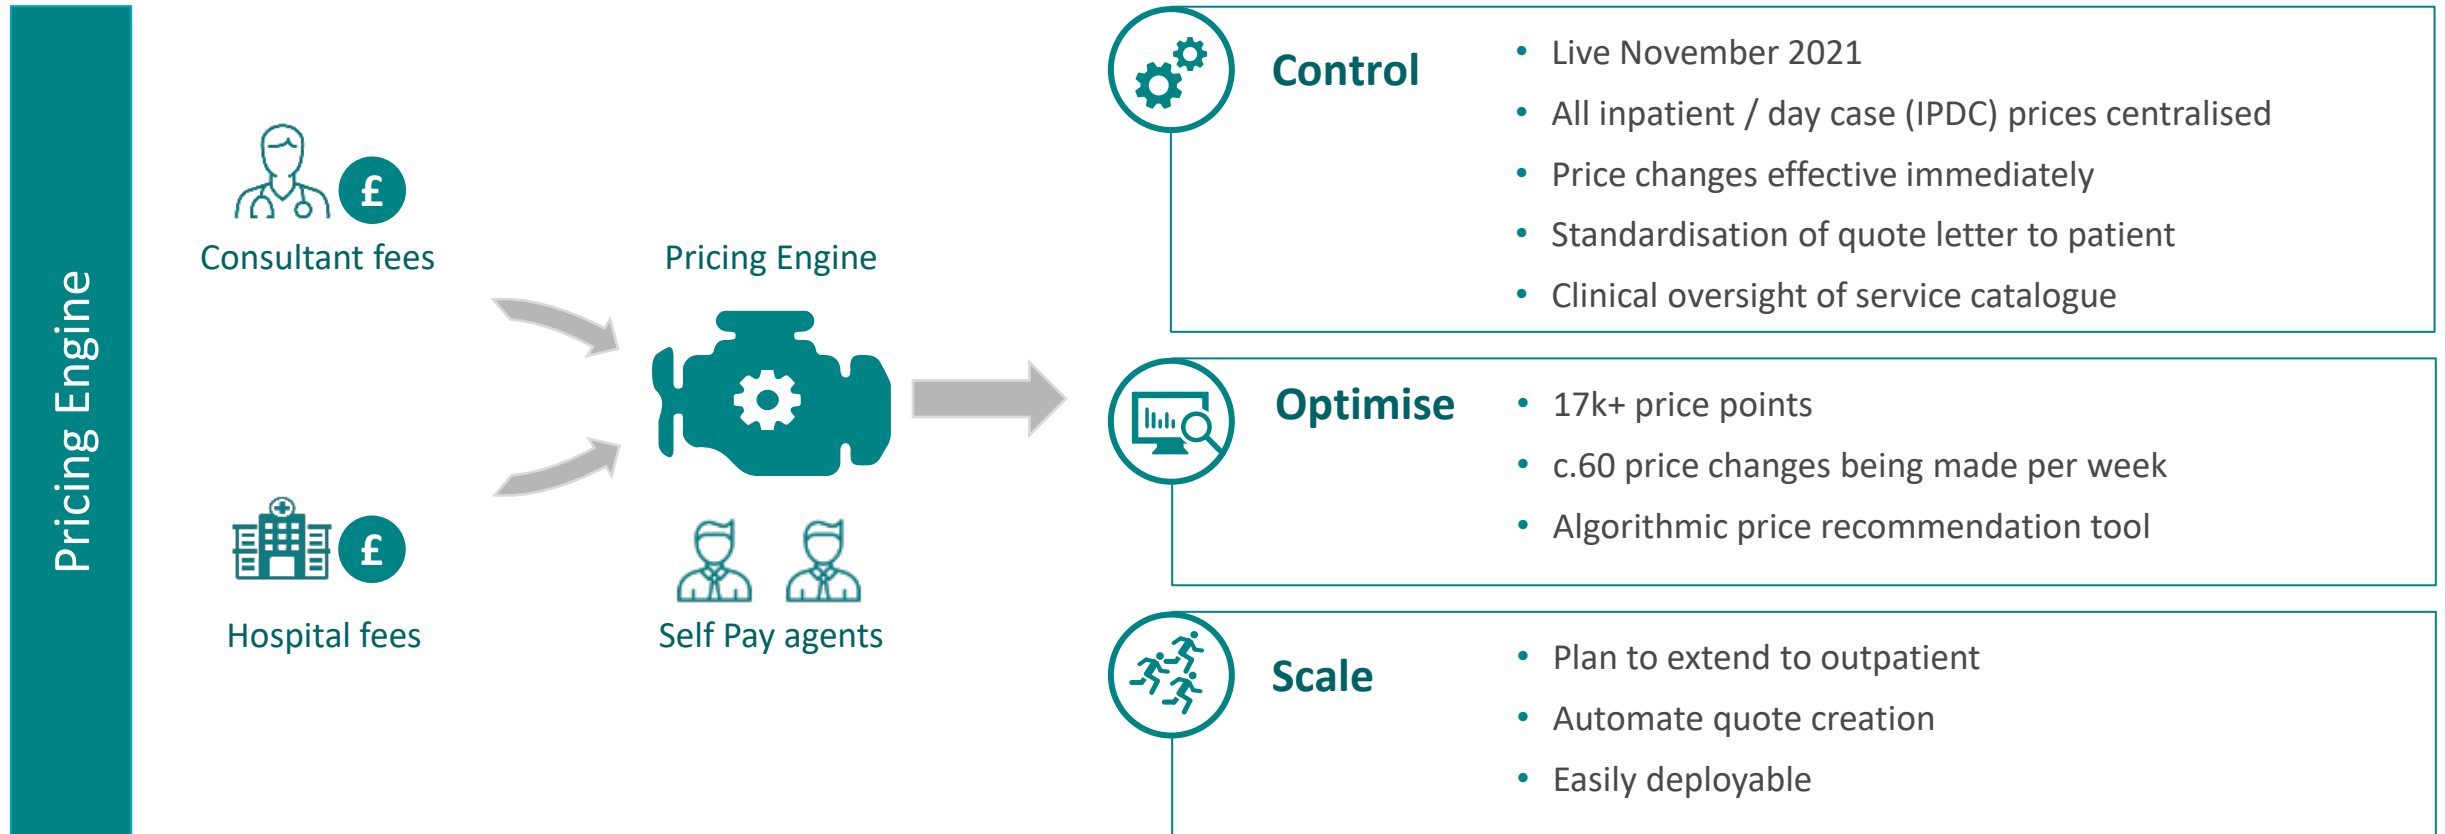 Pricing Engine
£
Consultant fees
£
Hospital fees
Pricing Engine
Self Pay agents
Control
• Live November 2021
• All inpatient / day case (IPDC) prices centralised
• Price changes effective immediately
• Standardisation of quote letter to patient
• Clinical oversight of service catalogue
Optimise
• 17k+ price points
• c.60 price changes being made per week
• Algorithmic price recommendation tool
Scale
• Plan to extend to outpatient
• Automate quote creation
• Easily deployable